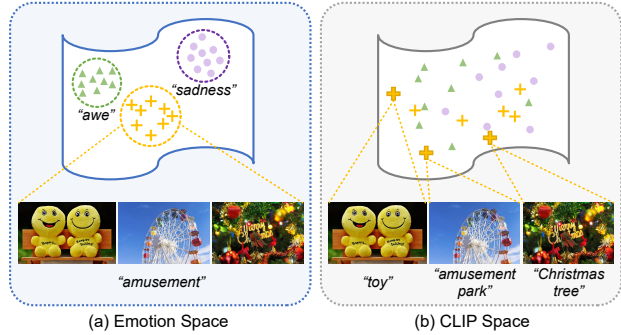 "sadness"
"awe"
"amusement"
(a) Emotion Space
"toy"
"amusement
park"
"Christmas
tree"
(b) CLIP Space